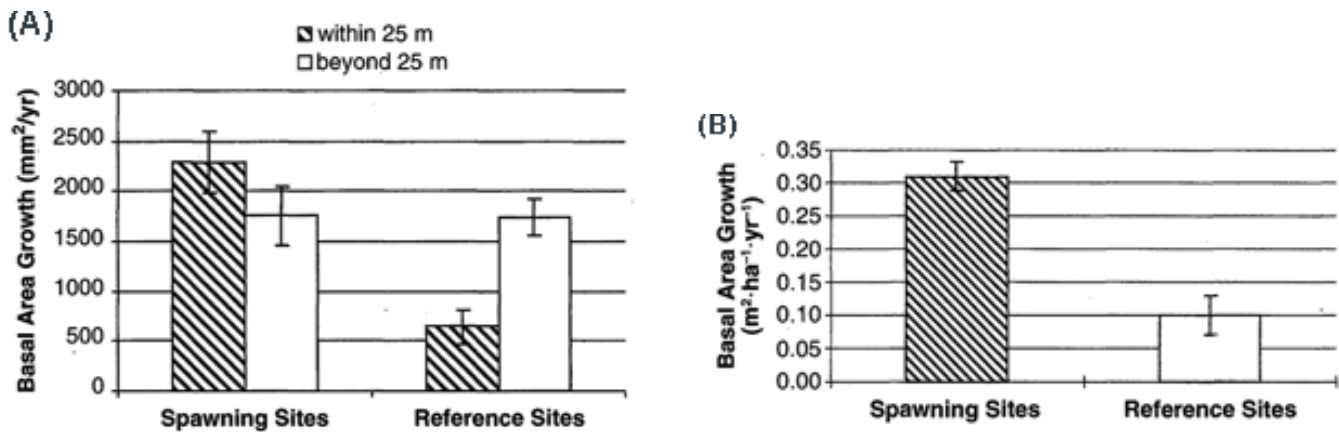 (A)
within 25 m
beyond 25 m
Basal Area Growth (mm²/yr)
3000
2500
2000
1500
1000
500
0
Spawning Sites
Reference Sites
(B)
Basal Area Growth
(m²·ha⁻¹·yr⁻¹)
0.35
0.30
0.25
0.20
0.15
0.10
0.05
0.00
Spawning Sites
Reference Sites